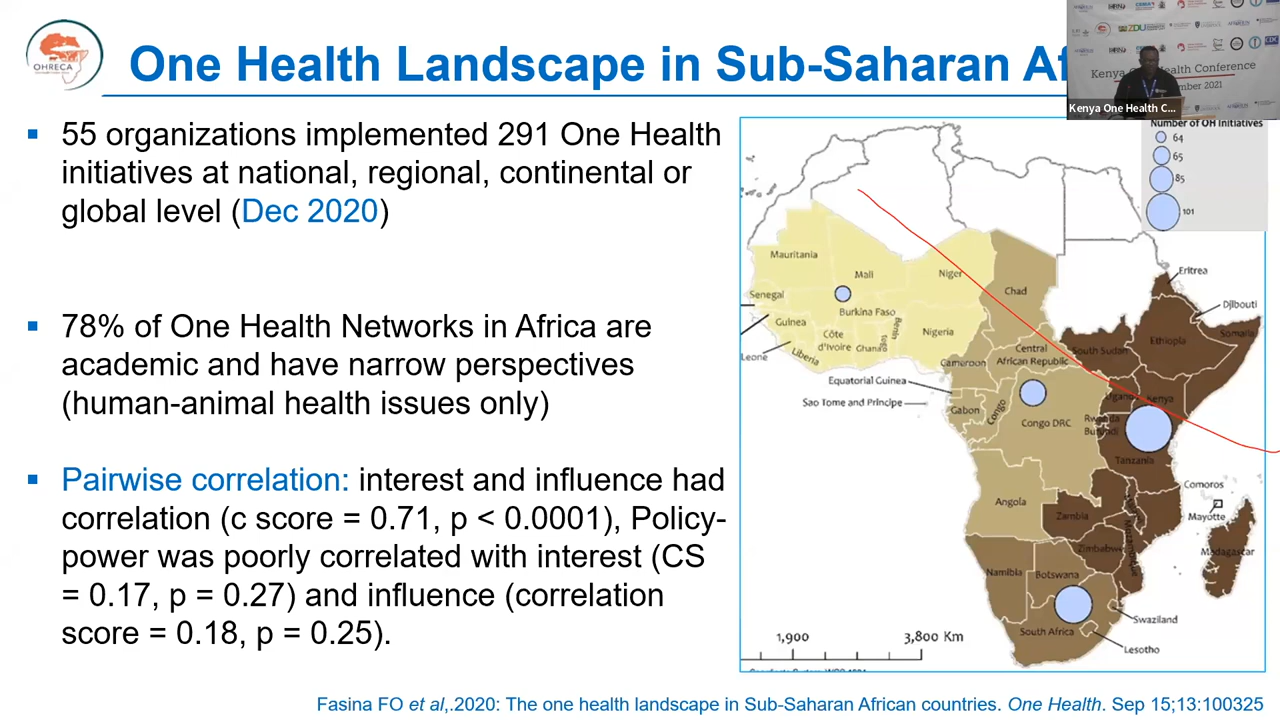 OHRECA
One Health Landscape in Sub-Saharan Af
Kenya One Health Conference
mber 2021
Kenya One Health C...
55 organizations implemented 291 One Health
initiatives at national, regional, continental or
global level (Dec 2020)
78% of One Health Networks in Africa are
academic and have narrow perspectives
(human-animal health issues only)
Pairwise correlation: interest and influence had
correlation (c score = 0.71, p < 0.0001), Policy-
power was poorly correlated with interest (CS
= 0.17, p = 0.27) and influence (correlation
score = 0.18, p = 0.25).
Number of OH Initiatives
64
65
85
101
Mauritania
Mali
Niger
Chad
Eritrea
Djibouti
Senegal
Burkina Faso
Guinea
Côte
d'Ivoire
Ghana
Togo
Benin
Nigeria
Leone
Liberia
Cameroon
Central
African Republic
South Sudan
Ethiopia
Somalia
Equatorial Guinea
Sao Tome and Principe
Gabon
Congo
Congo DRC
Uganda
Kenya
Rwanda
Burundi
Tanzania
Comoros
Mayotte
Angola
Zambia
Zimbabwe
Mozambique
Madagascar
Namibia
Botswana
Swaziland
South Africa
Lesotho
1,900
3,800 Km
Fasina FO et al,.2020: The one health landscape in Sub-Saharan African countries. One Health. Sep 15;13:100325